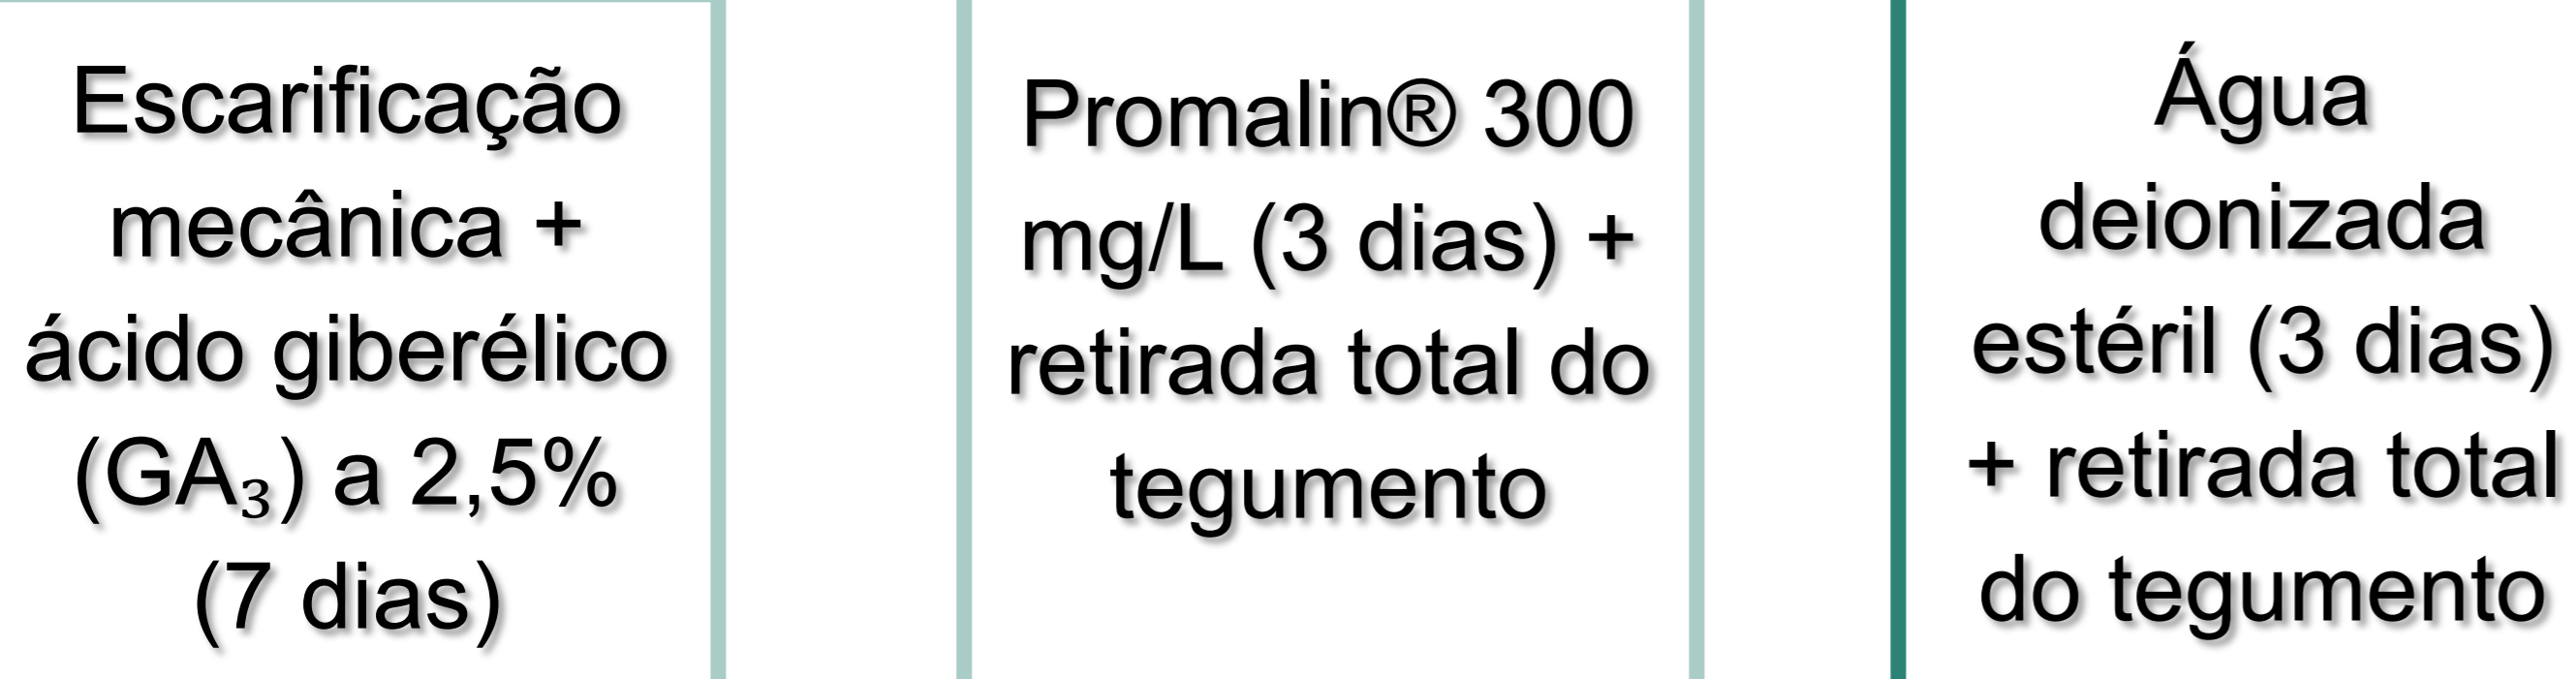 Escarificação
mecânica +
ácido giberélico
(GA₃) a 2,5%
(7 dias)
Promalin® 300
mg/L (3 dias) +
retirada total do
tegumento
Água
deionizada
estéril (3 dias)
+ retirada total
do tegumento